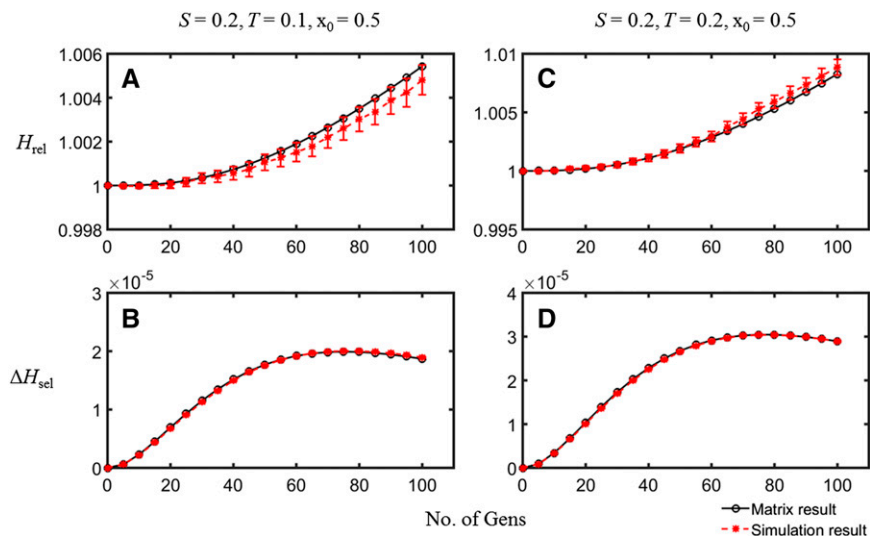 S = 0.2, T = 0.1, x₀ = 0.5
S = 0.2, T = 0.2, x₀ = 0.5
A
1.006
1.004
1.002
1
0.998
H_rel
0 20 40 60 80 100
C
1.01
1.005
1
0.995
0 20 40 60 80 100
×10⁻⁵
B
3
2
1
0
ΔH_sel
0 20 40 60 80 100
×10⁻⁵
D
4
3
2
1
0
0 20 40 60 80 100
No. of Gens
Matrix result
Simulation result